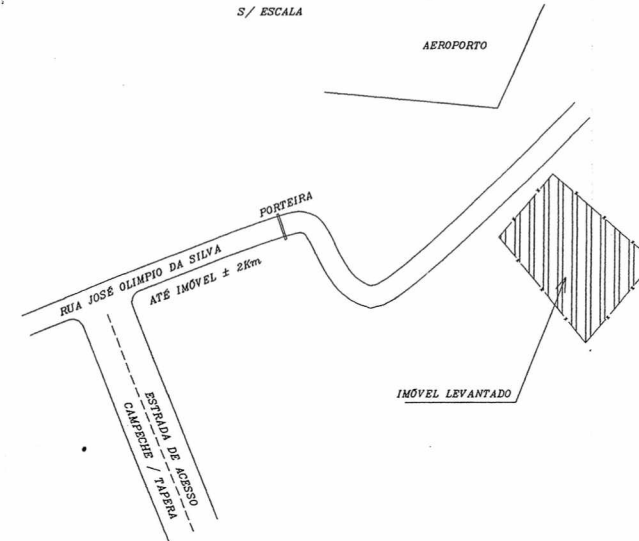 S/ ESCALA
AEROPORTO
PORTEIRA
RUA JOSÉ OLIMPIO DA SILVA
ATÉ IMÓVEL ± 2Km
IMÓVEL LEVANTADO
ESTRADA DE ACESSO
CAMPECHE / TAPERA